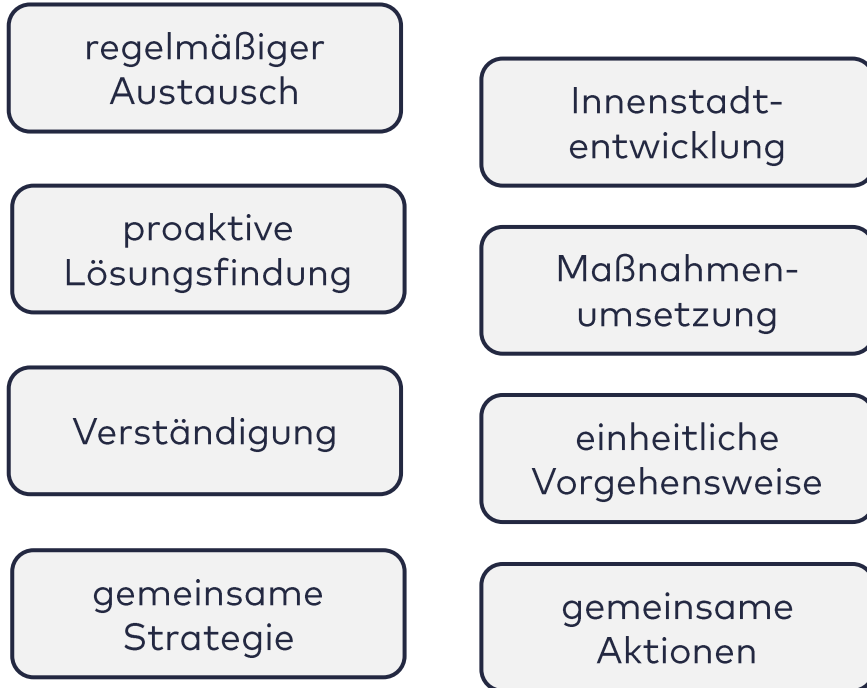 regelmäßiger
Austausch
proaktive
Lösungsfindung
Verständigung
gemeinsame
Strategie
Innenstadt-
entwicklung
Maßnahmen-
umsetzung
einheitliche
Vorgehensweise
gemeinsame
Aktionen